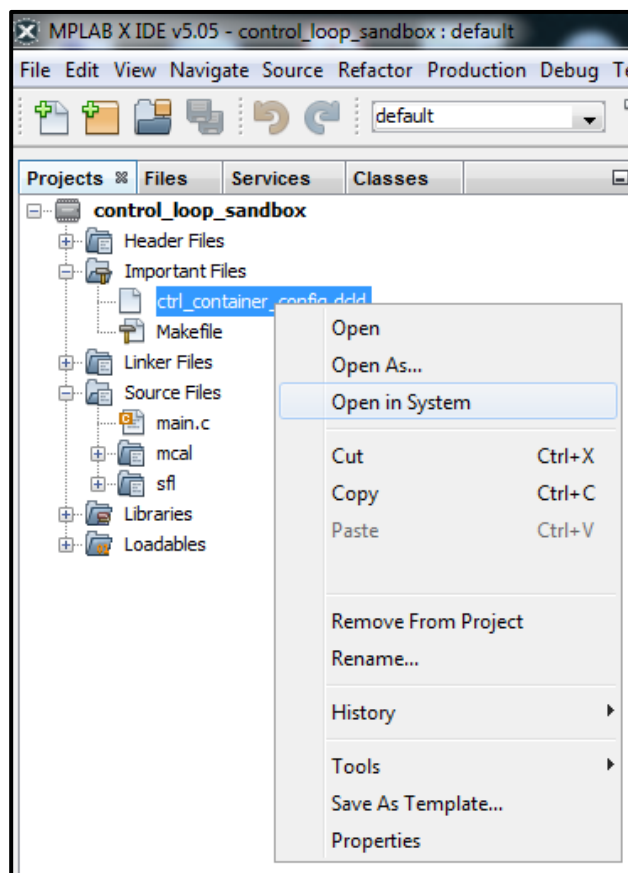 MPLAB X IDE v5.05 - control_loop_sandbox : default
File Edit View Navigate Source Refactor Production Debug
default
Projects Files Services Classes
control_loop_sandbox
Header Files
Important Files
ctrl_container_config.dcld
Makefile
Linker Files
Source Files
main.c
mcal
sfl
Libraries
Loadables
Open
Open As...
Open in System
Cut Ctrl+X
Copy Ctrl+C
Paste Ctrl+V
Remove From Project
Rename...
History
Tools
Save As Template...
Properties